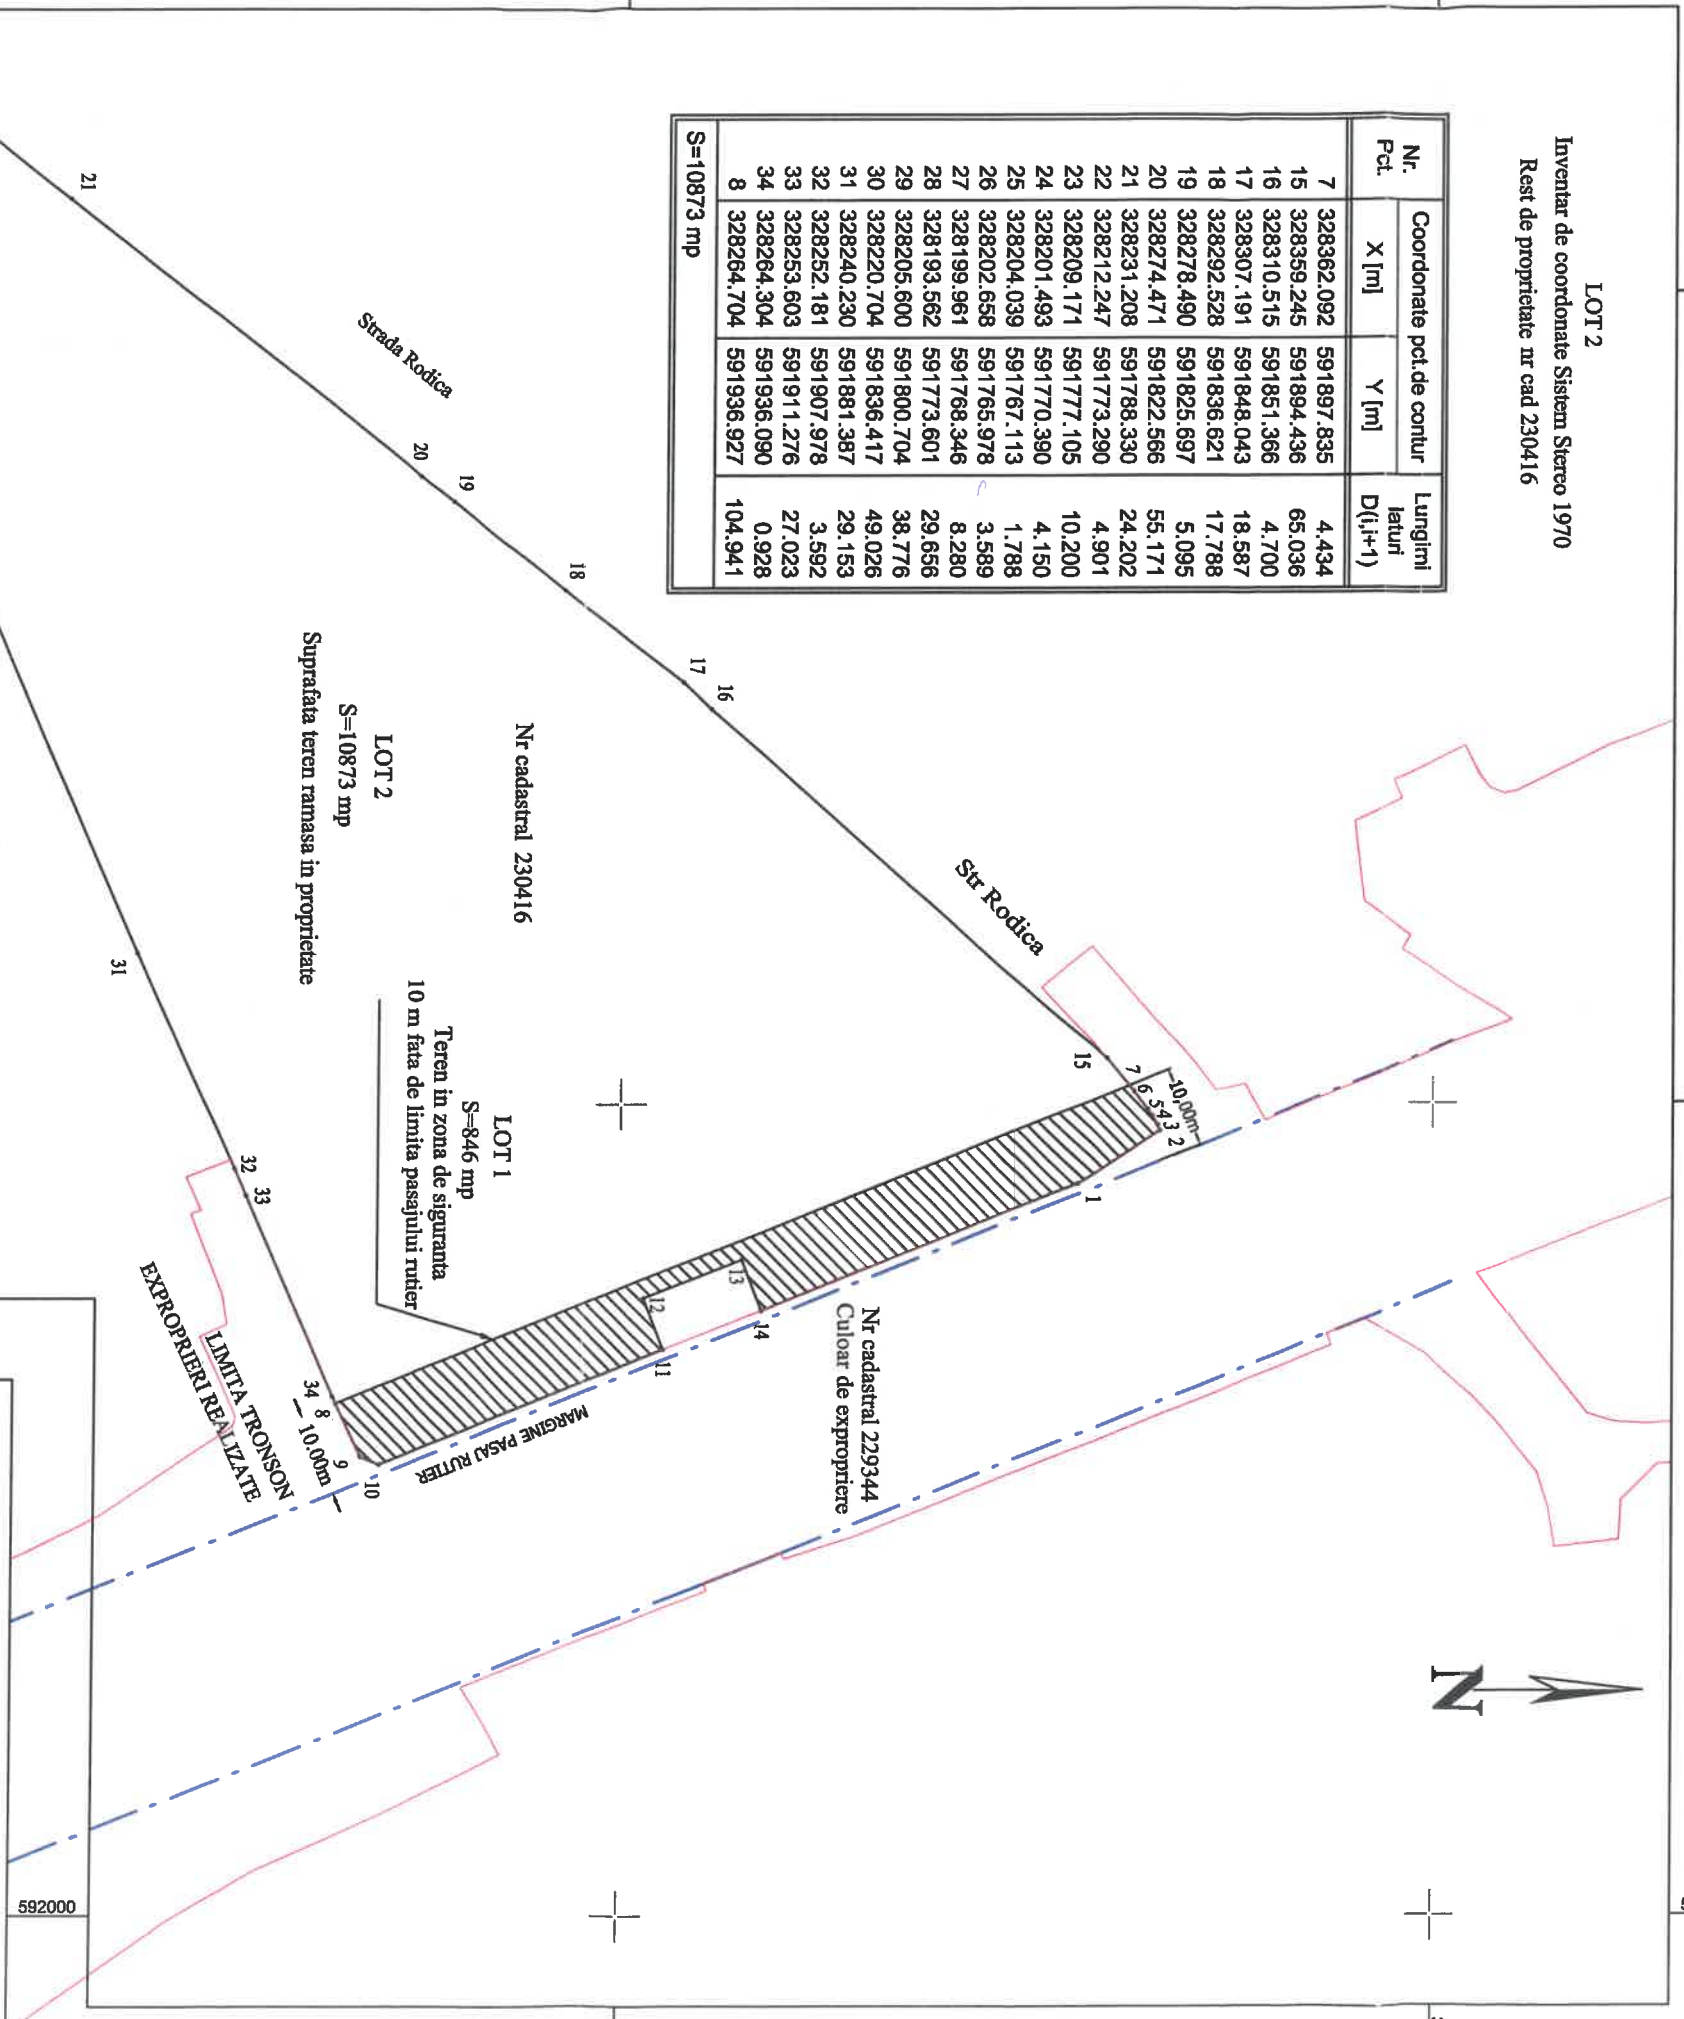 LOT 2
Inventar de coordonate Sistem Stereo 1970
Rest de proprietate nr cad 230416
Nr. Pct. Coordonate pct.de contur Lungimi laturi D(i,i+1)
X [m] Y [m]
7 328362.092 591897.835 4.434
15 328359.245 591894.436 65.036
16 328310.515 591851.366 4.700
17 328307.191 591848.043 18.587
18 328292.528 591836.621 17.788
19 328278.490 591825.697 5.095
20 328274.471 591822.566 55.171
21 328231.208 591788.330 24.202
22 328212.247 591773.290 4.901
23 328209.171 591777.105 10.200
24 328201.493 591770.390 4.150
25 328204.039 591767.113 1.788
26 328202.658 591765.978 3.589
27 328199.961 591768.346 8.280
28 328193.562 591773.601 29.656
29 328205.600 591800.704 38.776
30 328220.704 591836.417 49.026
31 328240.230 591881.387 29.153
32 328252.181 591907.978 3.592
33 328253.603 591911.276 27.023
34 328264.304 591936.090 0.928
8 328264.704 591936.927 104.941
S=10873 mp
Str Rodica
Strada Rodica
21
20
19
18
17
16
15
7
6
5
4
3
2
1
10,00m
14
13
12
11
10
9
8
34
33
32
31
10.00m
Nr cadastral 230416
LOT 2
S=10873 mp
Suprafata teren ramasa in proprietate
LOT 1
S=846 mp
Teren in zona de siguranta
10 m fata de limita pasajului rutier
Nr cadastral 229344
Culoar de expropriere
MARGINE PASAJ RUTIER
LIMITA TRONSON
EXPROPRIERI REALIZATE
N
592000